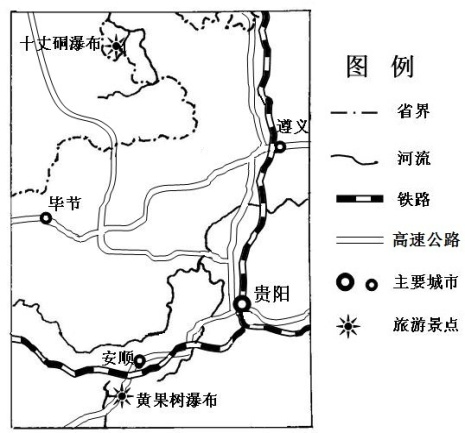 十丈硐瀑布
遵义
毕节
贵阳
安顺
黄果树瀑布
图 例
省界
河流
铁路
高速公路
主要城市
旅游景点